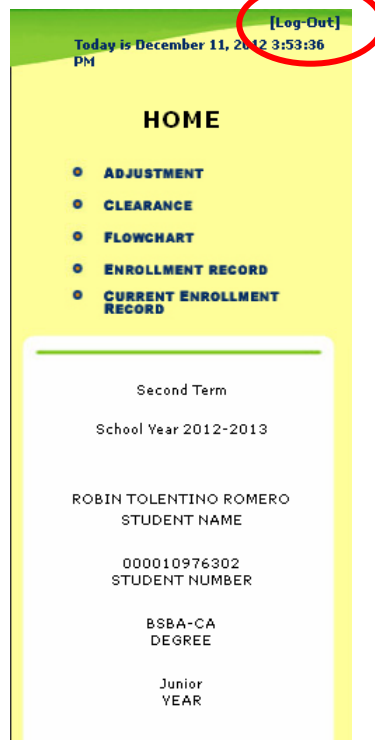 [Log-Out]
Today is December 11, 2012 3:53:36
PM
HOME
ADJUSTMENT
CLEARANCE
FLOWCHART
ENROLLMENT RECORD
CURRENT ENROLLMENT
RECORD
Second Term
School Year 2012-2013
ROBIN TOLENTINO ROMERO
STUDENT NAME
000010976302
STUDENT NUMBER
BSBA-CA
DEGREE
Junior
YEAR